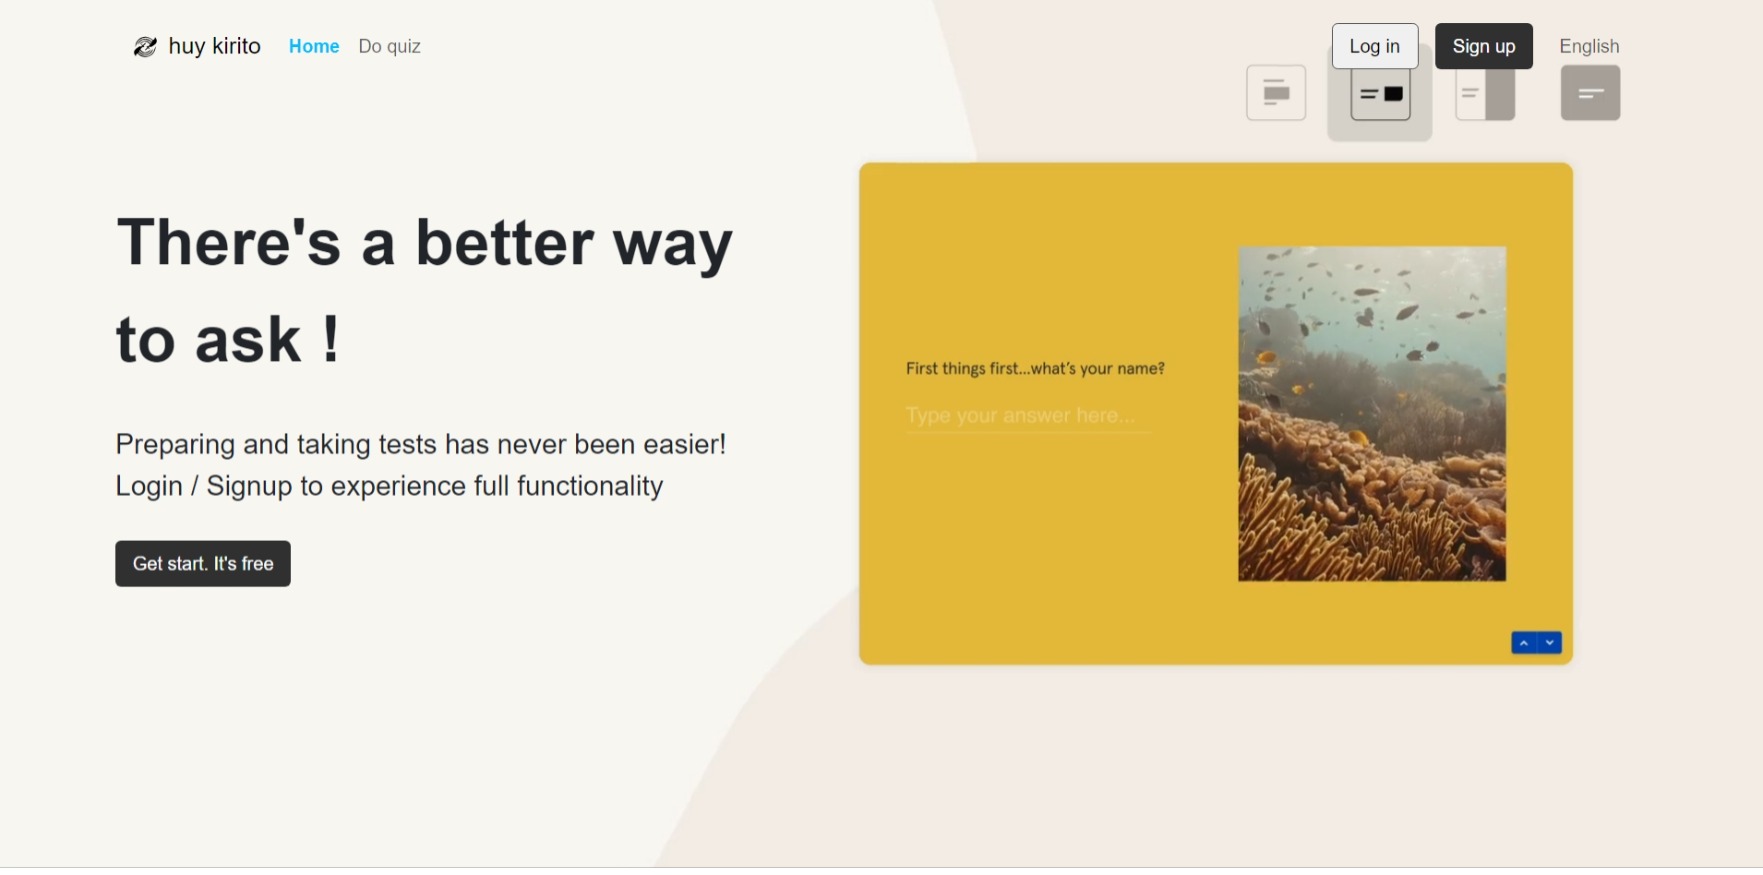 huy kirito
Home
Do quiz
Log in
Sign up
English
There's a better way
to ask !
Preparing and taking tests has never been easier!
Login / Signup to experience full functionality
Get start. It's free
First things first...what's your name?
Type your answer here...